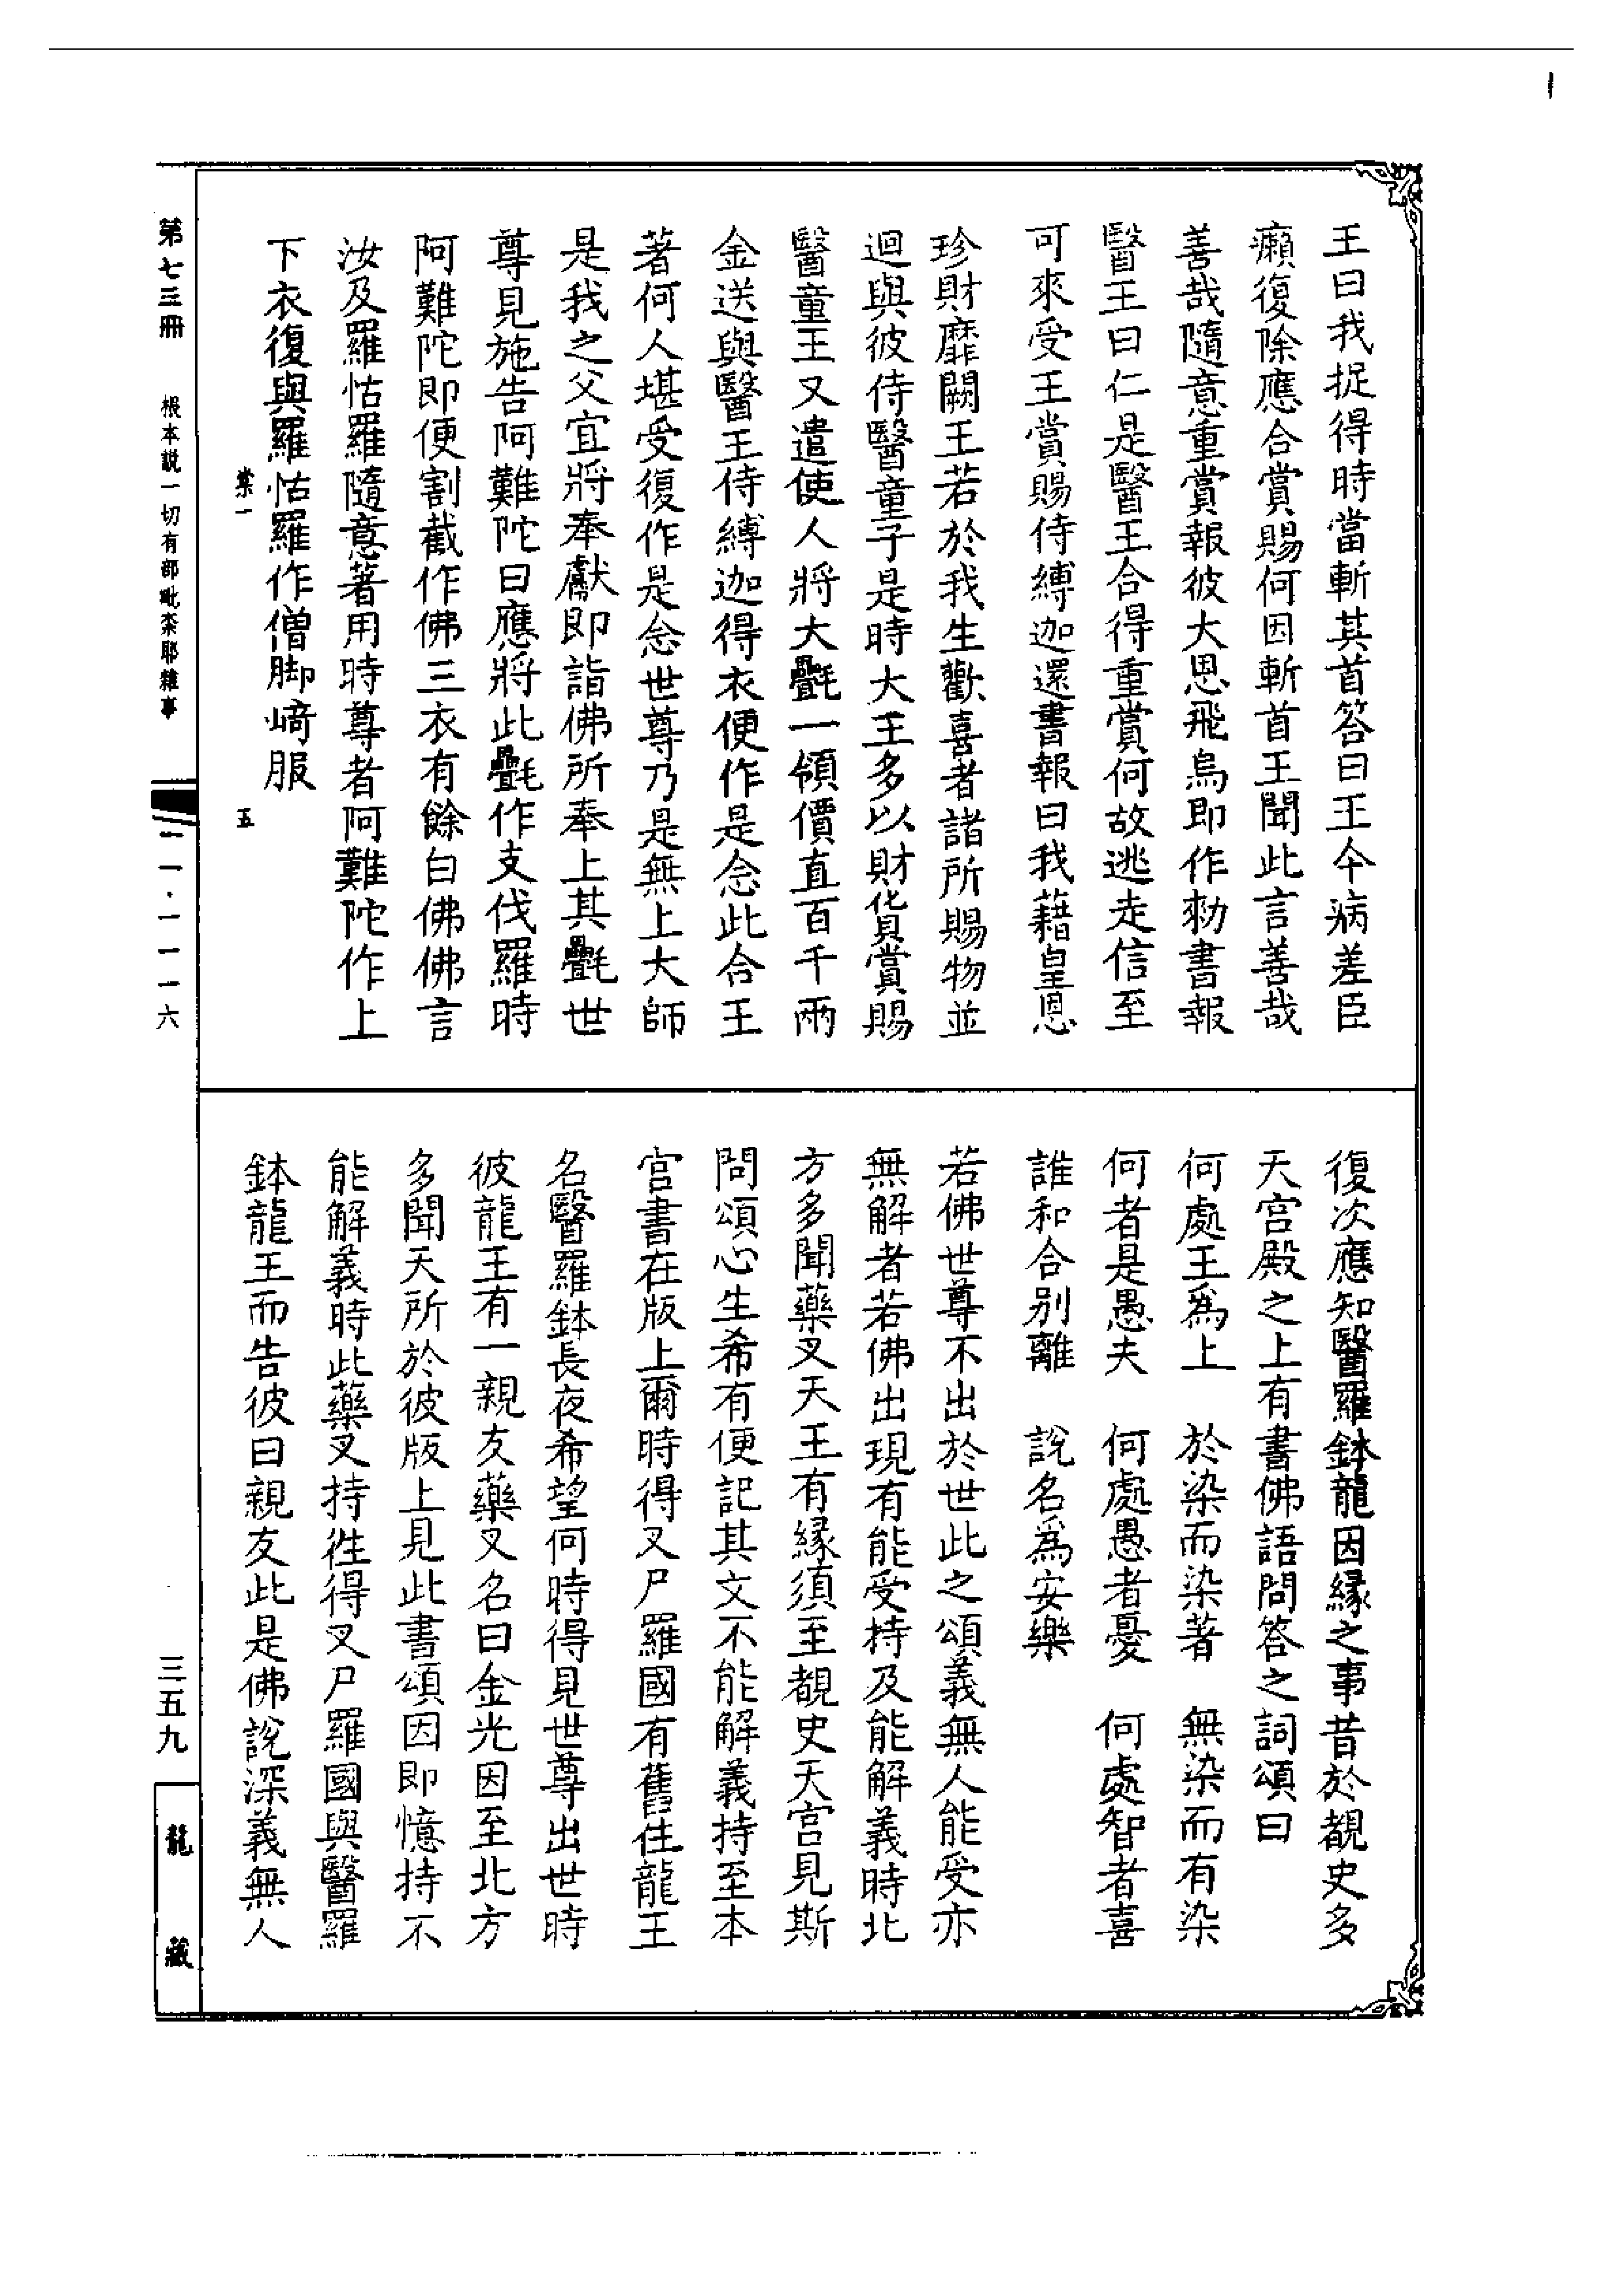 王曰我捉得時當斬其首答曰王今病差臣
癩復除應合賞賜何因斬首王聞此言善哉
善哉隨意重賞報彼大恩飛烏即作勑書報
醫王曰仁是醫王合得重賞何故逃走信至
可來受王賞賜侍縛迦還書報曰我藉皇恩
珍財靡闕王若於我生歡喜者諸所賜物並
迴與彼侍醫童子是時大王多以財貨賞賜
醫童王又遣使人將大㲲一領價直百千兩
金送與醫王侍縛迦得衣便作是念此合王
著何人堪受復作是念世尊乃是無上大師
是我之父宜將奉獻即詣佛所奉上其㲲世
尊見施告阿難陀曰應將此㲲作支伐羅時
阿難陀即便割截作佛三衣有餘白佛佛言
汝及羅怙羅隨意著用時尊者阿難陀作上
下衣復與羅怙羅作僧脚崎服
棠一 五
復次應知醫羅鉢龍因緣之事昔於覩史多
天宮殿之上有書佛語問答之詞頌曰
何處王為上 於染而染著 無染而有染
何者是愚夫 何處愚者憂 何處智者喜
誰和合別離 說名為安樂
若佛世尊不出於世此之頌義無人能受亦
無解者若佛出現有能受持及能解義時北
方多聞藥叉天王有緣須至覩史天宮見斯
問頌心生希有便記其文不能解義持至本
宮書在版上爾時得叉尸羅國有舊住龍王
名醫羅鉢長夜希望何時得見世尊出世時
彼龍王有一親友藥叉名曰金光因至北方
多聞天所於彼版上見此書頌因即憶持不
能解義時此藥叉持往得叉尸羅國與醫羅
鉢龍王而告彼曰親友此是佛說深義無人
第七三冊 根本說一切有部毗柰耶雜事
二一·一一一六
三五九
龍藏